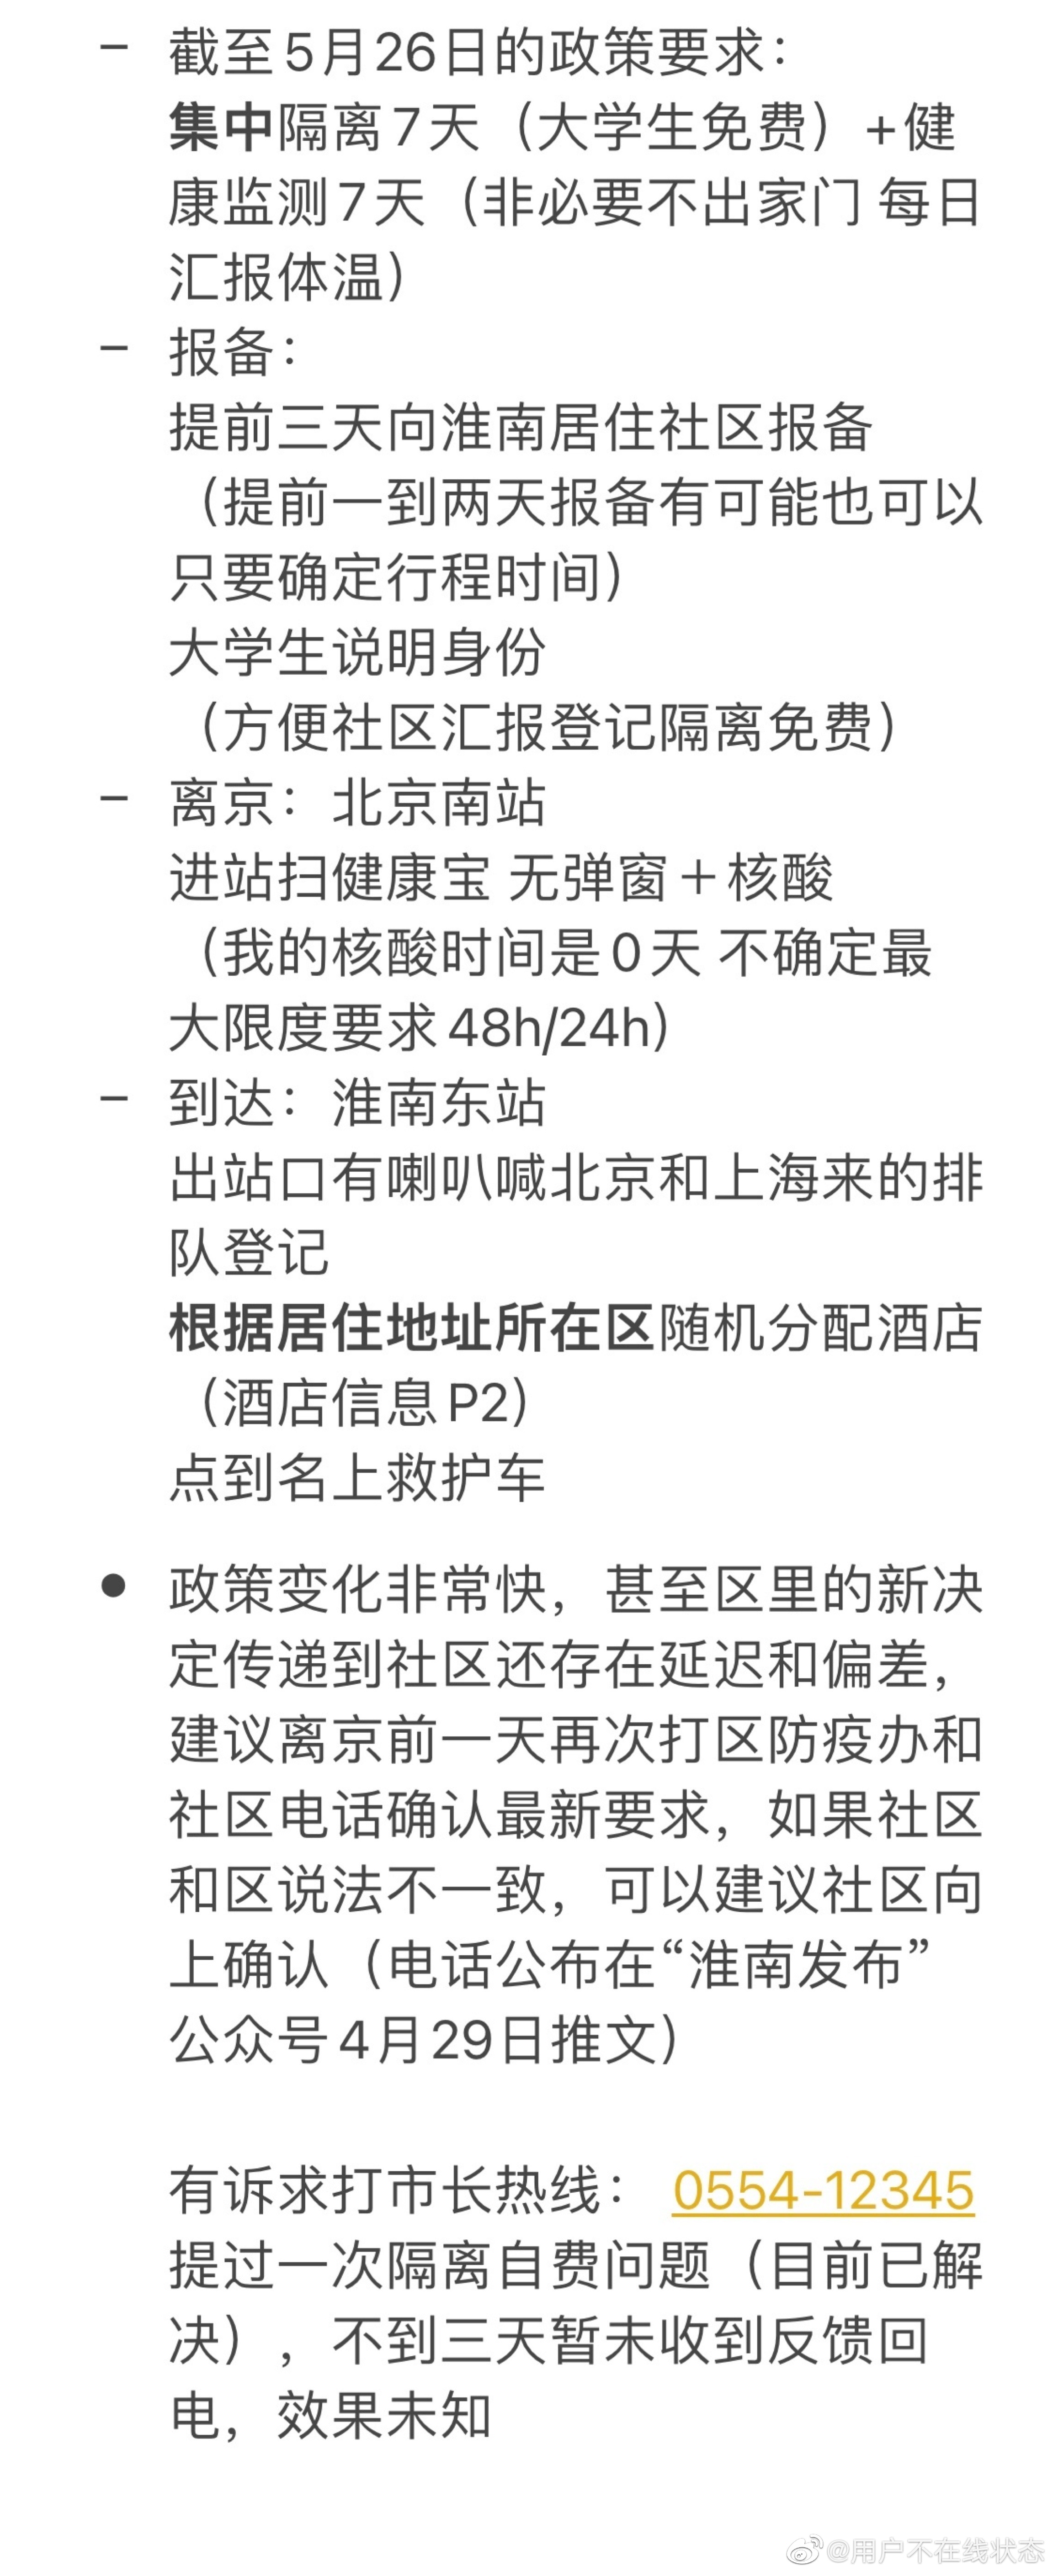 – 截至5月26日的政策要求：
集中隔离7天（大学生免费）+健
康监测7天（非必要不出家门 每日
汇报体温）
– 报备：
提前三天向淮南居住社区报备
（提前一到两天报备有可能也可以
只要确定行程时间）
大学生说明身份
（方便社区汇报登记隔离免费）
– 离京：北京南站
进站扫健康宝 无弹窗＋核酸
（我的核酸时间是0天 不确定最
大限度要求48h/24h）
– 到达：淮南东站
出站口有喇叭喊北京和上海来的排
队登记
根据居住地址所在区随机分配酒店
（酒店信息P2）
点到名上救护车
● 政策变化非常快，甚至区里的新决
定传递到社区还存在延迟和偏差，
建议离京前一天再次打区防疫办和
社区电话确认最新要求，如果社区
和区说法不一致，可以建议社区向
上确认（电话公布在“淮南发布”
公众号4月29日推文）
有诉求打市长热线：0554-12345
提过一次隔离自费问题（目前已解
决），不到三天暂未收到反馈回
电，效果未知
@用户不在线状态